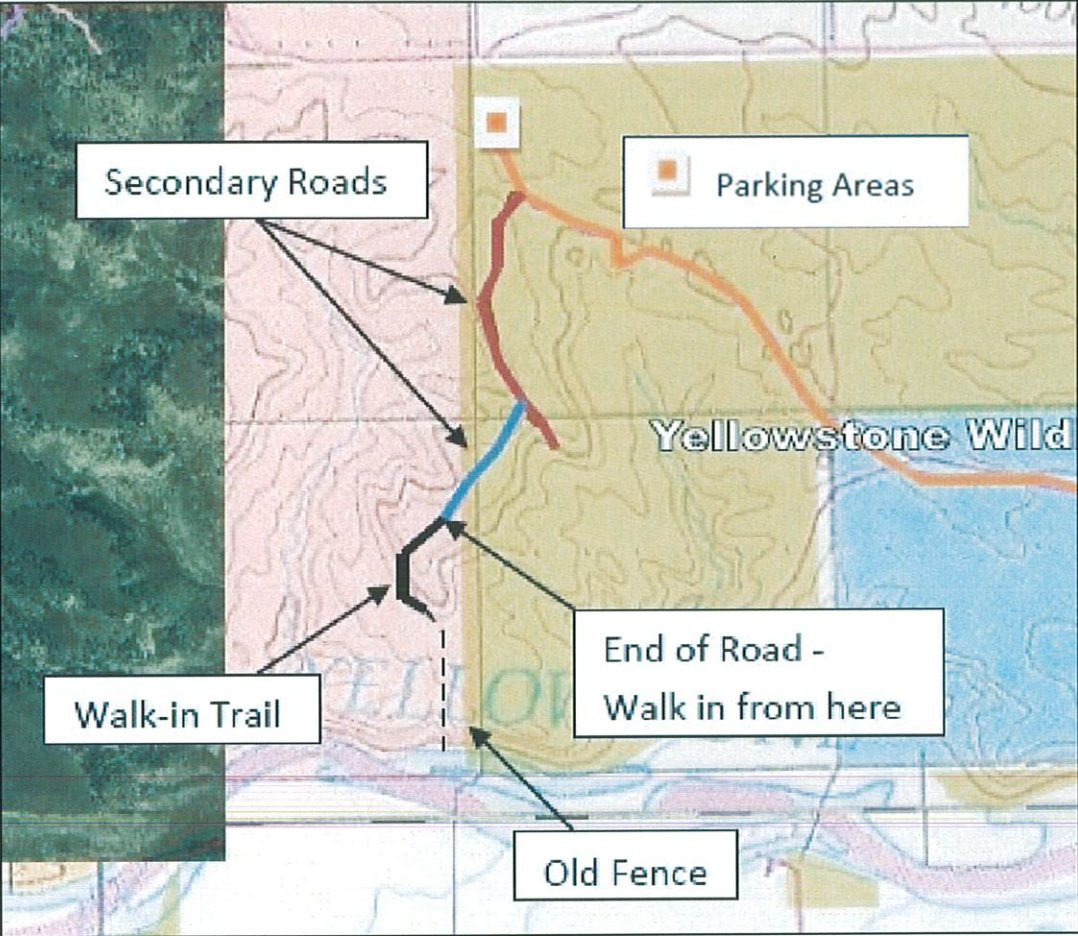 Secondary Roads
Parking Areas
Yellowstone Wild
End of Road -
Walk in from here
Walk-in Trail
Old Fence